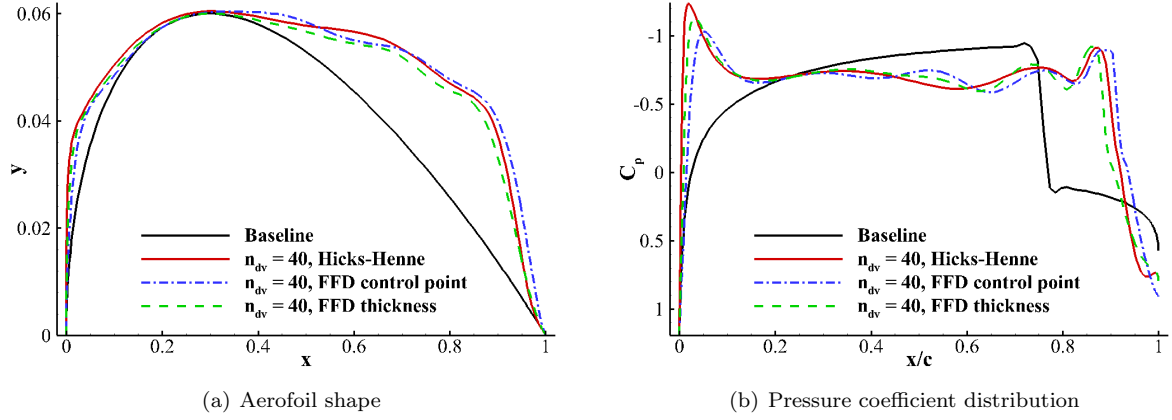 0.06
0.04
0.02
0
y
0
0.2
0.4
0.6
0.8
1
x
Baseline
n_dv = 40, Hicks-Henne
n_dv = 40, FFD control point
n_dv = 40, FFD thickness
(a) Aerofoil shape
-1
-0.5
0
0.5
1
C_p
0
0.2
0.4
0.6
0.8
1
x/c
Baseline
n_dv = 40, Hicks-Henne
n_dv = 40, FFD control point
n_dv = 40, FFD thickness
(b) Pressure coefficient distribution